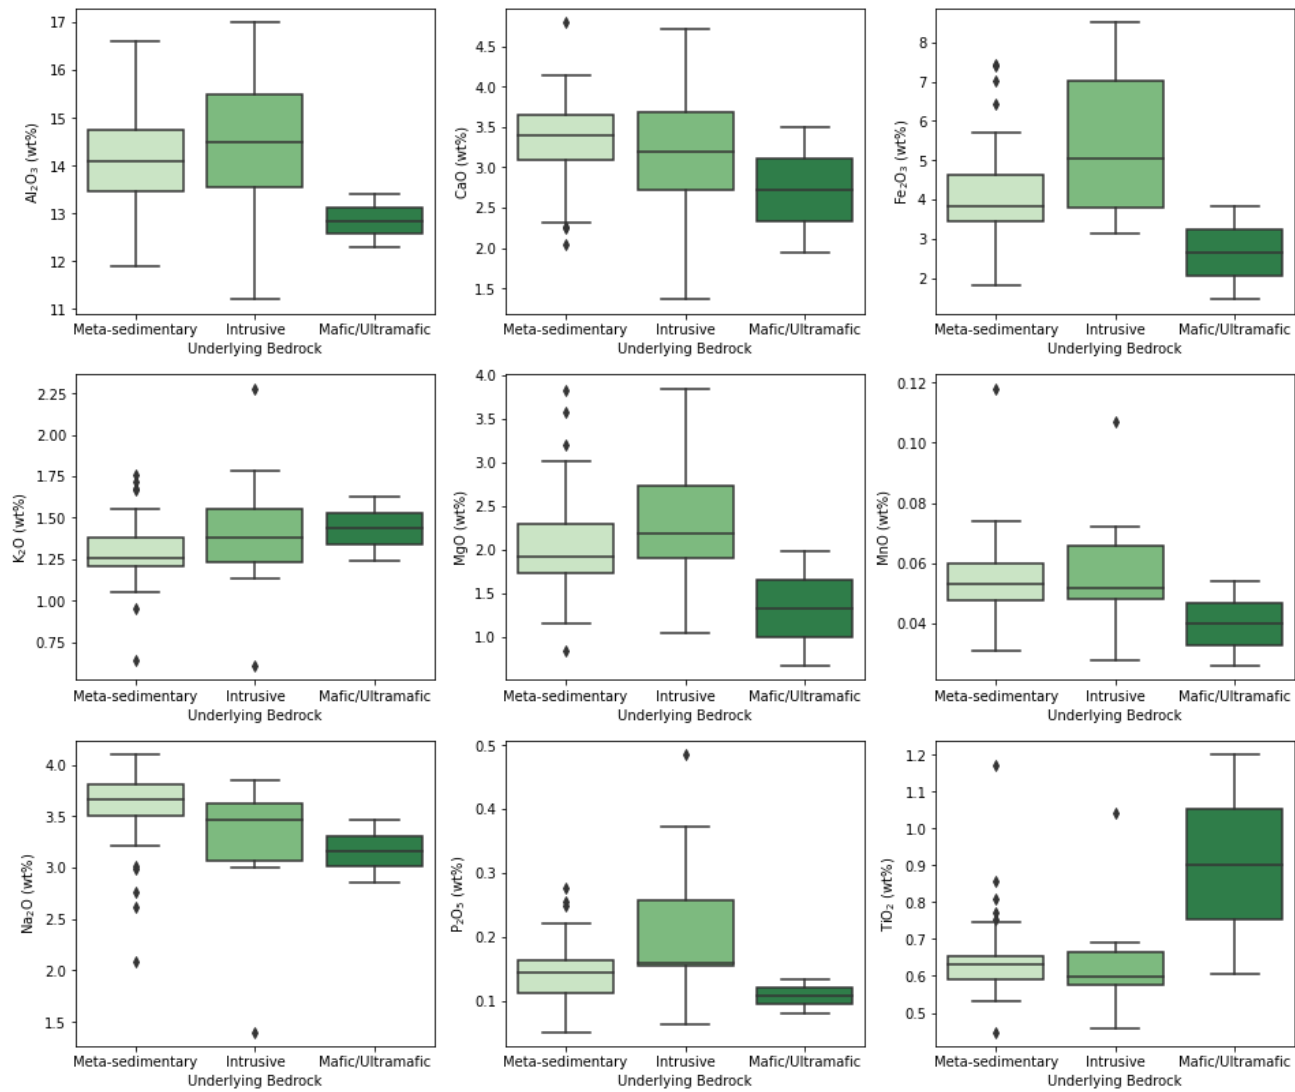 Al₂O₃ (wt%)
17
16
15
14
13
12
11
Meta-sedimentary Intrusive Mafic/Ultramafic
Underlying Bedrock
CaO (wt%)
4.5
4.0
3.5
3.0
2.5
2.0
1.5
Meta-sedimentary Intrusive Mafic/Ultramafic
Underlying Bedrock
Fe₂O₃ (wt%)
8
7
6
5
4
3
2
Meta-sedimentary Intrusive Mafic/Ultramafic
Underlying Bedrock
K₂O (wt%)
2.25
2.00
1.75
1.50
1.25
1.00
0.75
Meta-sedimentary Intrusive Mafic/Ultramafic
Underlying Bedrock
MgO (wt%)
4.0
3.5
3.0
2.5
2.0
1.5
1.0
Meta-sedimentary Intrusive Mafic/Ultramafic
Underlying Bedrock
MnO (wt%)
0.12
0.10
0.08
0.06
0.04
Meta-sedimentary Intrusive Mafic/Ultramafic
Underlying Bedrock
Na₂O (wt%)
4.0
3.5
3.0
2.5
2.0
1.5
Meta-sedimentary Intrusive Mafic/Ultramafic
Underlying Bedrock
P₂O₅ (wt%)
0.5
0.4
0.3
0.2
0.1
Meta-sedimentary Intrusive Mafic/Ultramafic
Underlying Bedrock
TiO₂ (wt%)
1.2
1.1
1.0
0.9
0.8
0.7
0.6
0.5
Meta-sedimentary Intrusive Mafic/Ultramafic
Underlying Bedrock